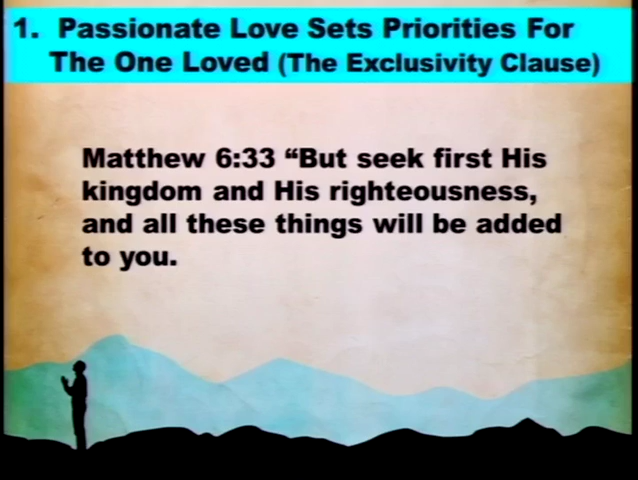 1. Passionate Love Sets Priorities For
The One Loved (The Exclusivity Clause)
Matthew 6:33 “But seek first His
kingdom and His righteousness,
and all these things will be added
to you.